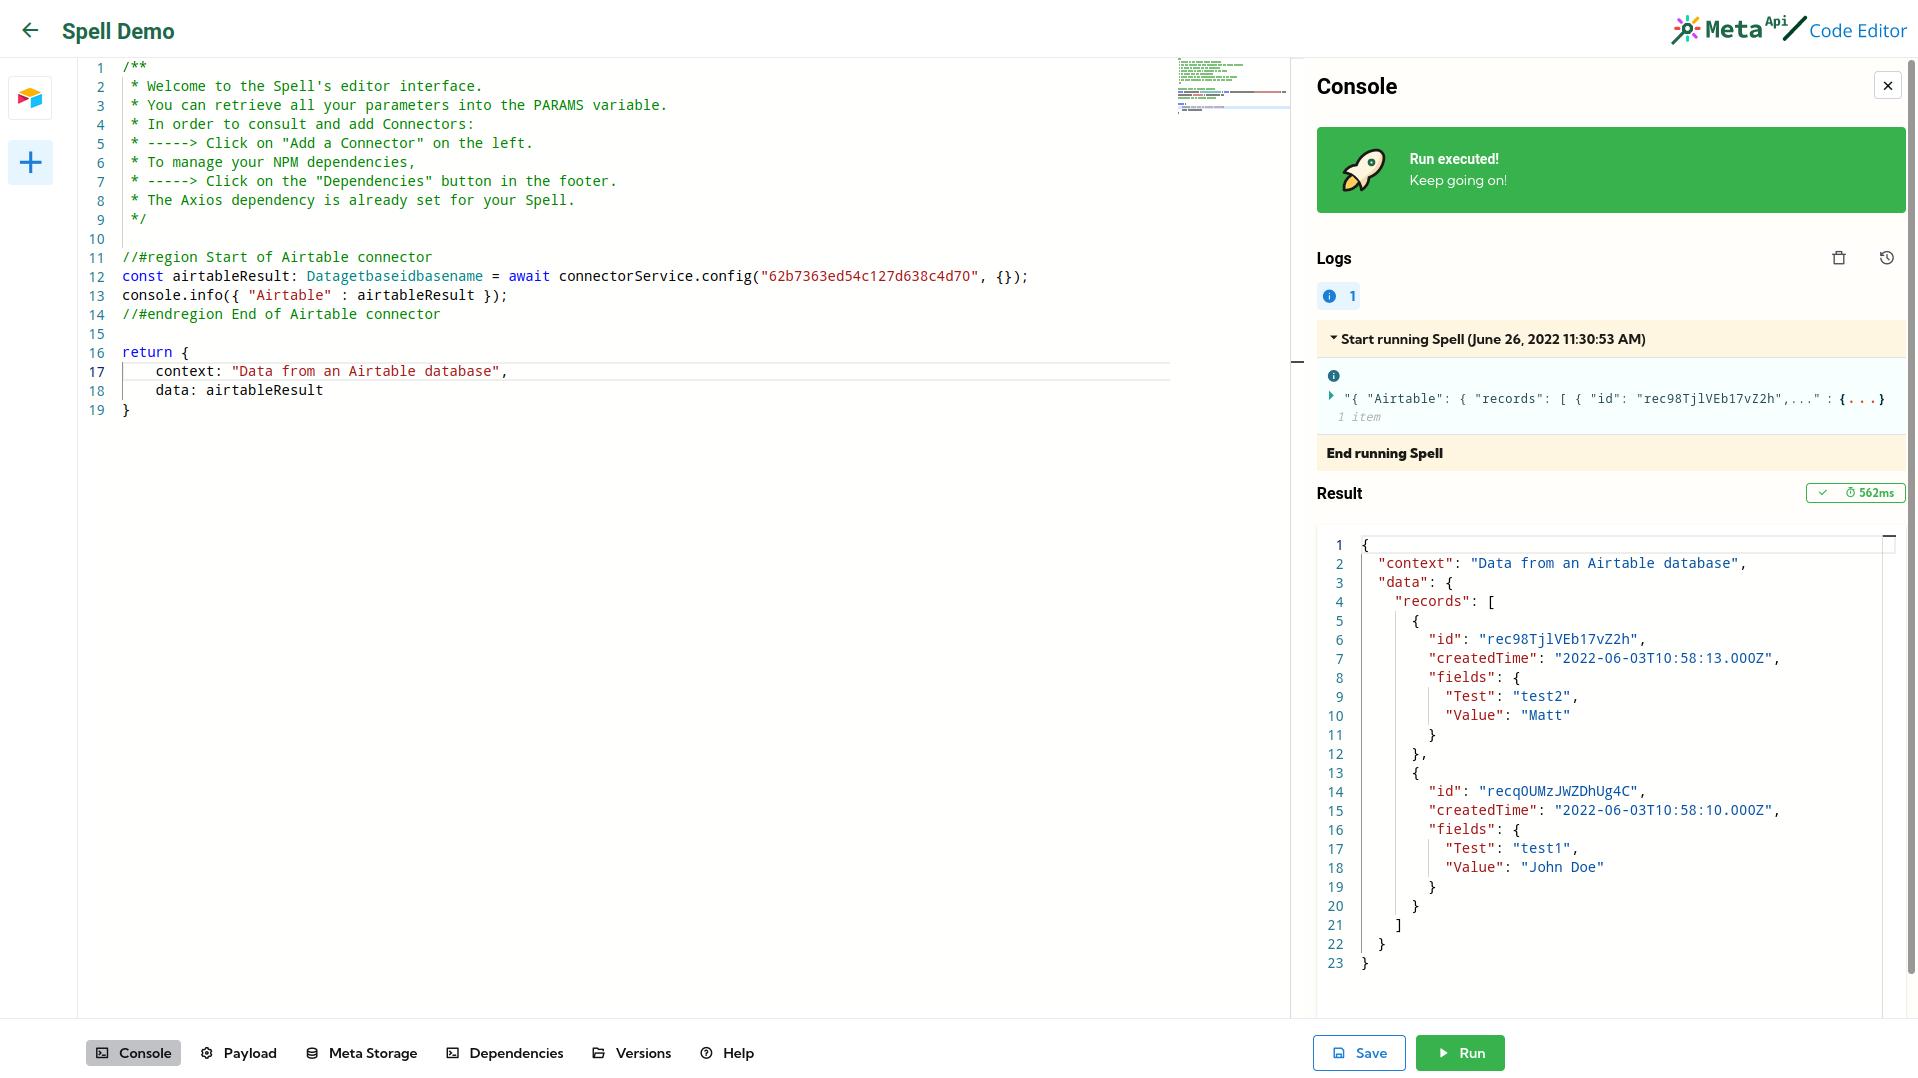 Spell Demo
MetaApi Code Editor
1 /**
2  * Welcome to the Spell's editor interface.
3  * You can retrieve all your parameters into the PARAMS variable.
4  * In order to consult and add Connectors:
5  * -----> Click on "Add a Connector" on the left.
6  * To manage your NPM dependencies,
7  * -----> Click on the "Dependencies" button in the footer.
8  * The Axios dependency is already set for your Spell.
9  */
10
11 //#region Start of Airtable connector
12 const airtableResult: Datagetbaseidbasename = await connectorService.config("62b7363ed54c127d638c4d70", {});
13 console.info({ "Airtable" : airtableResult });
14 //#endregion End of Airtable connector
15
16 return {
17     context: "Data from an Airtable database",
18     data: airtableResult
19 }
Console
Run executed!
Keep going on!
Logs
1
Start running Spell (June 26, 2022 11:30:53 AM)
"{ "Airtable": { "records": [ { "id": "rec98TjlVEb17vZ2h",..." : {...}
1 item
End running Spell
Result
562ms
1 {
2   "context": "Data from an Airtable database",
3   "data": {
4     "records": [
5       {
6         "id": "rec98TjlVEb17vZ2h",
7         "createdTime": "2022-06-03T10:58:13.000Z",
8         "fields": {
9           "Test": "test2",
10           "Value": "Matt"
11         }
12       },
13       {
14         "id": "recqOUMzJWZDhUg4C",
15         "createdTime": "2022-06-03T10:58:10.000Z",
16         "fields": {
17           "Test": "test1",
18           "Value": "John Doe"
19         }
20       }
21     ]
22   }
23 }
Console Payload Meta Storage Dependencies Versions Help
Save Run